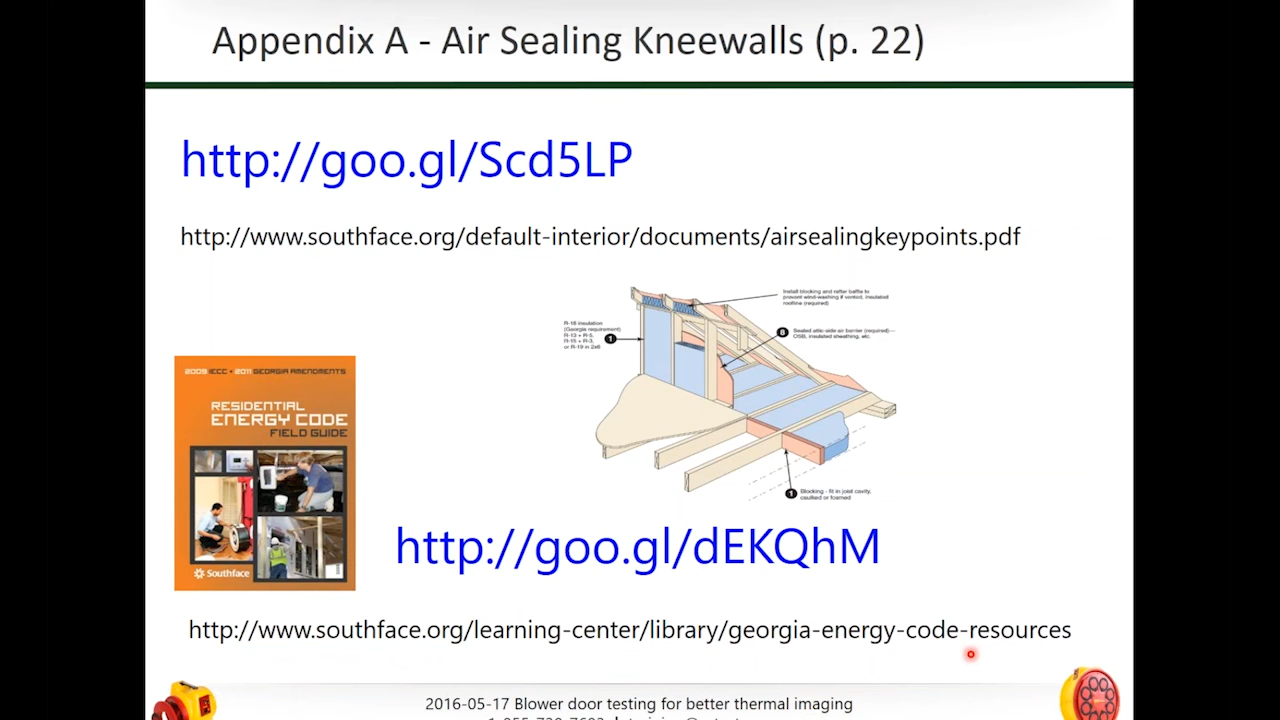 Appendix A - Air Sealing Kneewalls (p. 22)
http://goo.gl/Scd5LP
http://www.southface.org/default-interior/documents/airsealingkeypoints.pdf
Install blocking and rafter baffle to
prevent wind-washing if vented, insulated
roofline (required)
R-18 insulation
(Georgia requirement)
R-13 + R-5,
R-15 + R-3,
or R-19 in 2x6
1
8
Sealed attic-side air barrier (required)—
OSB, insulated sheathing, etc.
2009 IECC • 2011 GEORGIA AMENDMENTS
RESIDENTIAL
ENERGY CODE
FIELD GUIDE
Southface
1
Blocking - fit in joist cavity,
caulked or foamed
http://goo.gl/dEKQhM
http://www.southface.org/learning-center/library/georgia-energy-code-resources
2016-05-17 Blower door testing for better thermal imaging